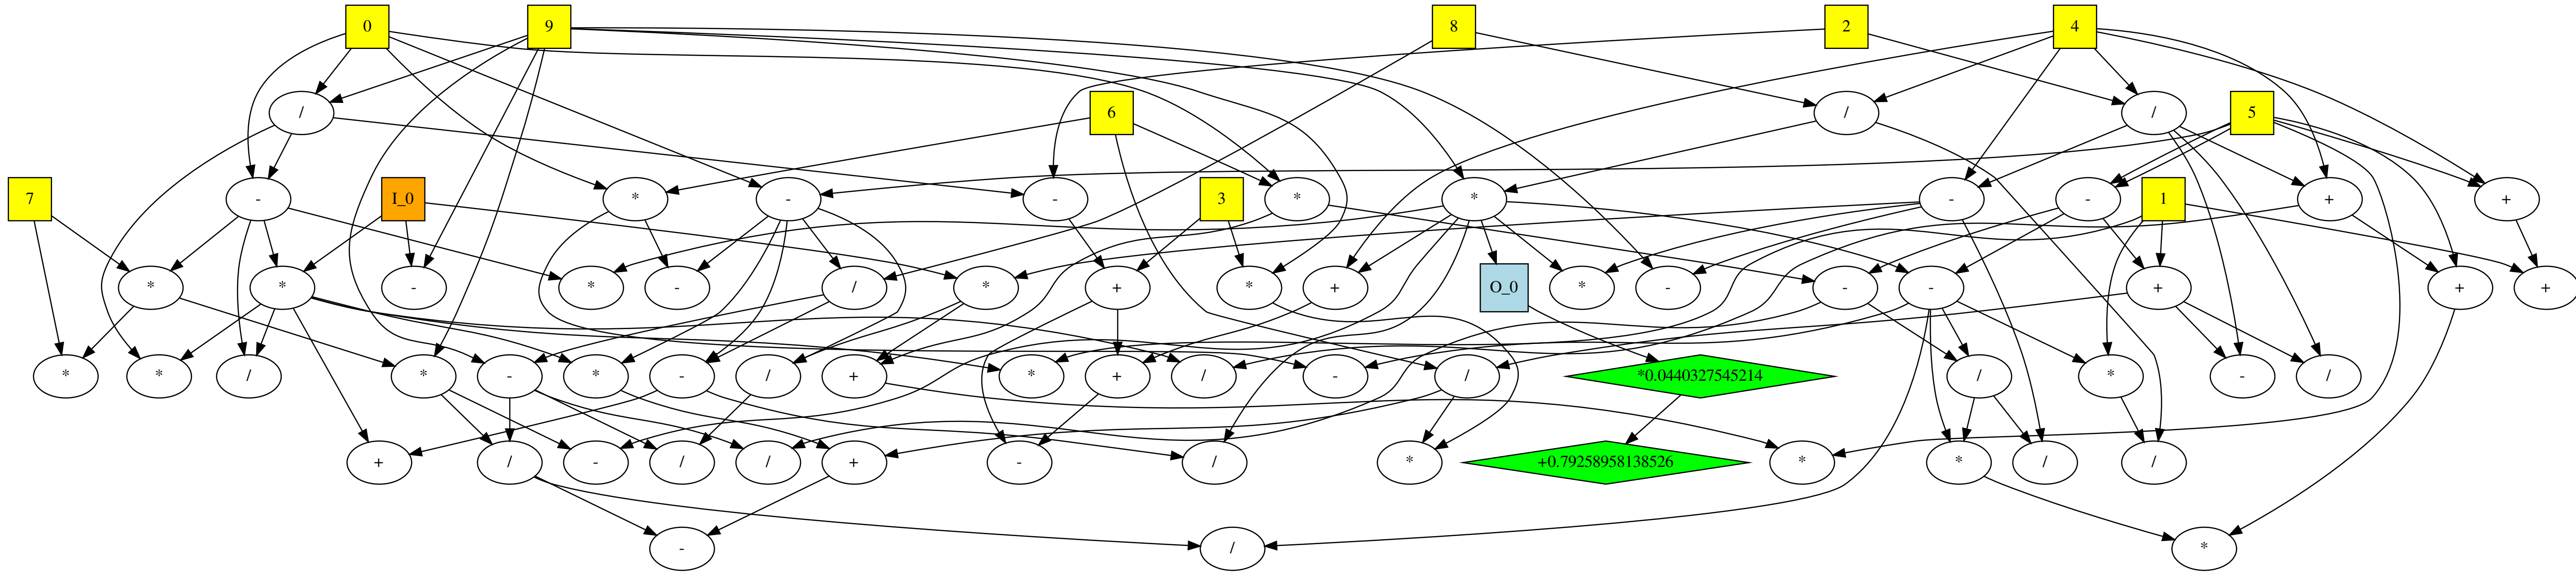 0 9 8 2 4
/ 6 / / 5
7 - I_0 * - - 3 * * - - 1 + +
* * - * - / * + * + O_0 * - - - + + +
* * / * - * - / + * + / - / *0.0440327545214 / * - /
+ / - / / + - / * +0.79258958138526 * * / /
- / *